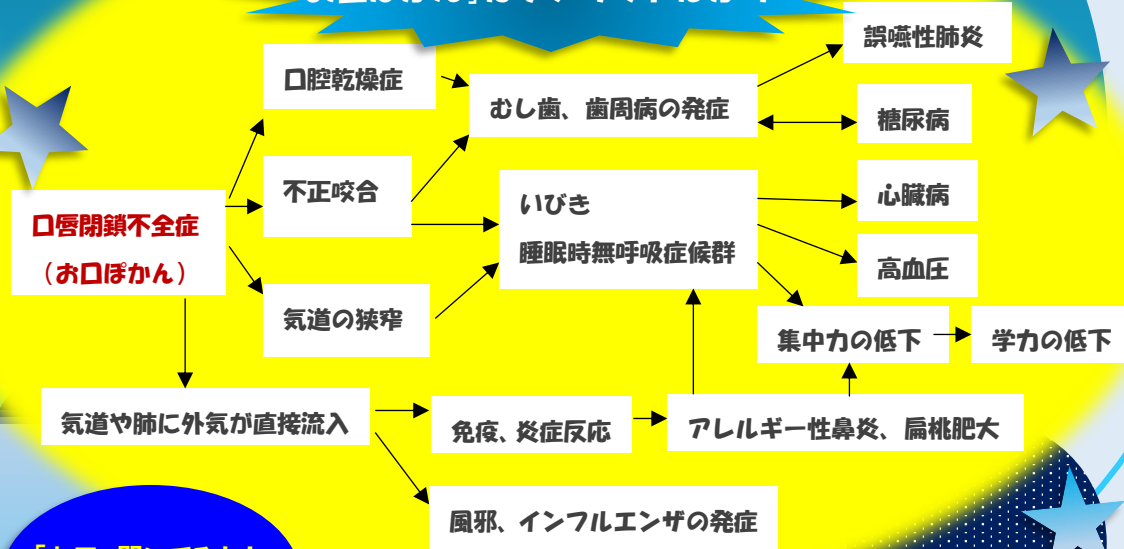 誤嚥性肺炎
口腔乾燥症
むし歯、歯周病の発症
糖尿病
不正咬合
いびき
睡眠時無呼吸症候群
心臓病
口唇閉鎖不全症
（お口ぽかん）
高血圧
気道の狭窄
集中力の低下
学力の低下
気道や肺に外気が直接流入
免疫、炎症反応
アレルギー性鼻炎、扁桃肥大
風邪、インフルエンザの発症